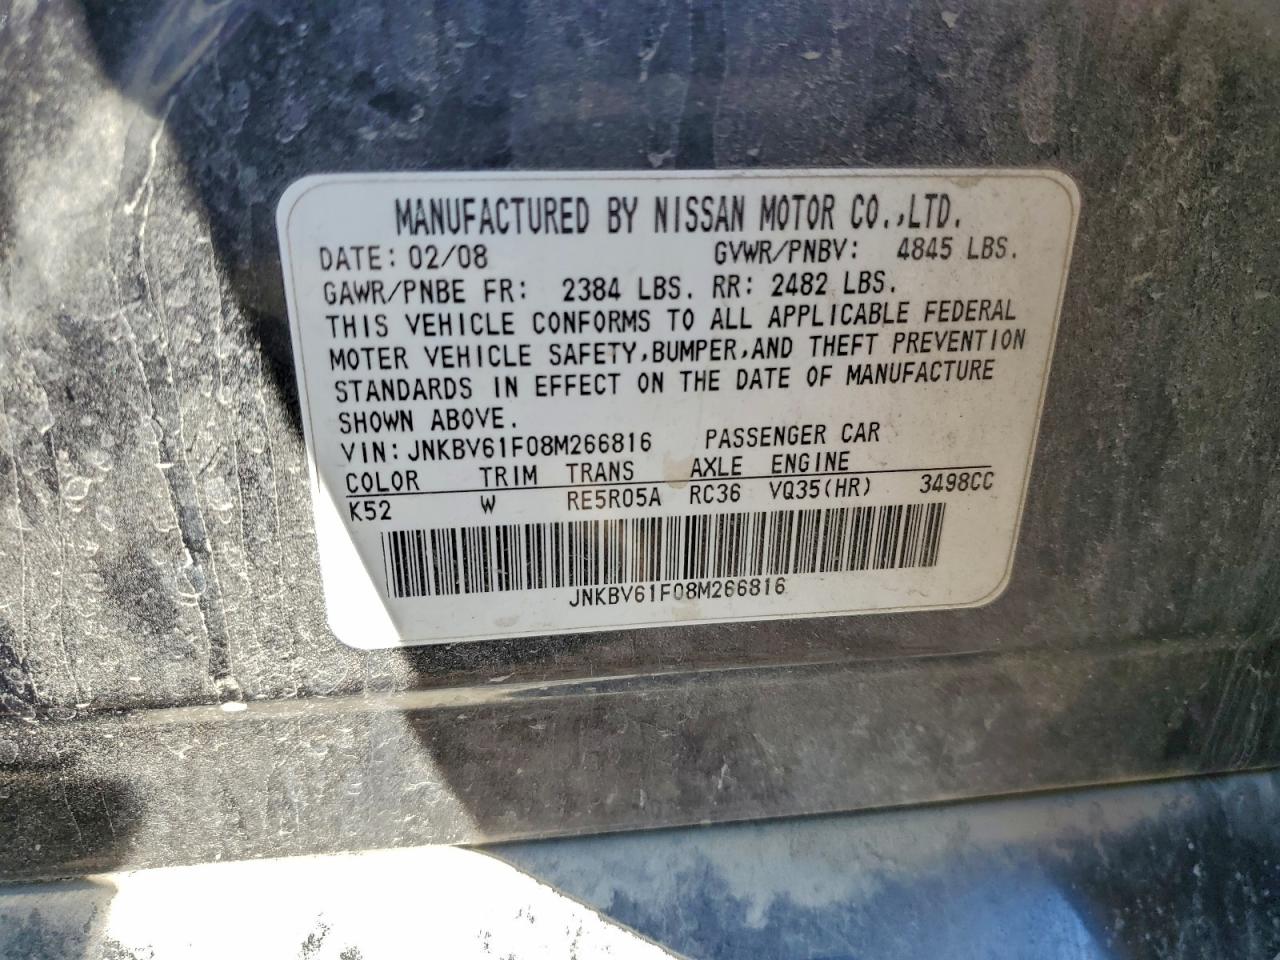 MANUFACTURED BY NISSAN MOTOR CO.,LTD.
DATE: 02/08 GVWR/PNBV: 4845 LBS.
GAWR/PNBE FR: 2384 LBS. RR: 2482 LBS.
THIS VEHICLE CONFORMS TO ALL APPLICABLE FEDERAL
MOTER VEHICLE SAFETY,BUMPER,AND THEFT PREVENTION
STANDARDS IN EFFECT ON THE DATE OF MANUFACTURE
SHOWN ABOVE.
VIN: JNKBV61F08M266816 PASSENGER CAR
COLOR TRIM TRANS AXLE ENGINE
K52 W RE5R05A RC36 VQ35(HR) 3498CC
JNKBV61F08M266816